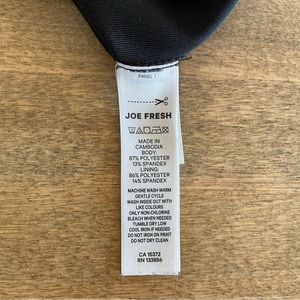 PANEL 1
JOE FRESH
MADE IN
CAMBODIA
BODY:
87% POLYESTER
13% SPANDEX
LINING:
86% POLYESTER
14% SPANDEX
MACHINE WASH WARM
GENTLE CYCLE
WASH INSIDE OUT WITH
LIKE COLOURS
ONLY NON-CHLORINE
BLEACH WHEN NEEDED
TUMBLE DRY LOW
COOL IRON IF NEEDED
DO NOT IRON ON PRINT
DO NOT DRY CLEAN
CA 15372
RN 133886